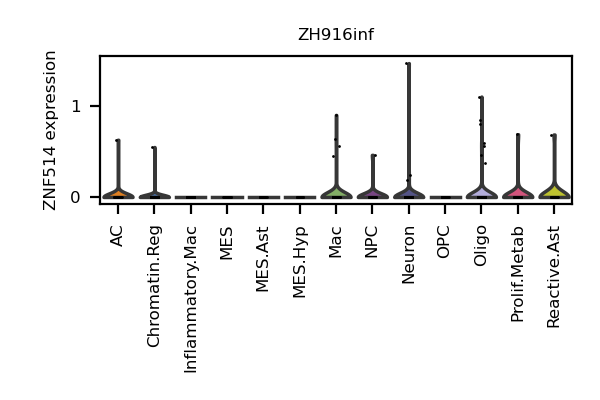 ZH916inf
ZNF514 expression
1
0
AC
Chromatin.Reg
Inflammatory.Mac
MES
MES.Ast
MES.Hyp
Mac
NPC
Neuron
OPC
Oligo
Prolif.Metab
Reactive.Ast